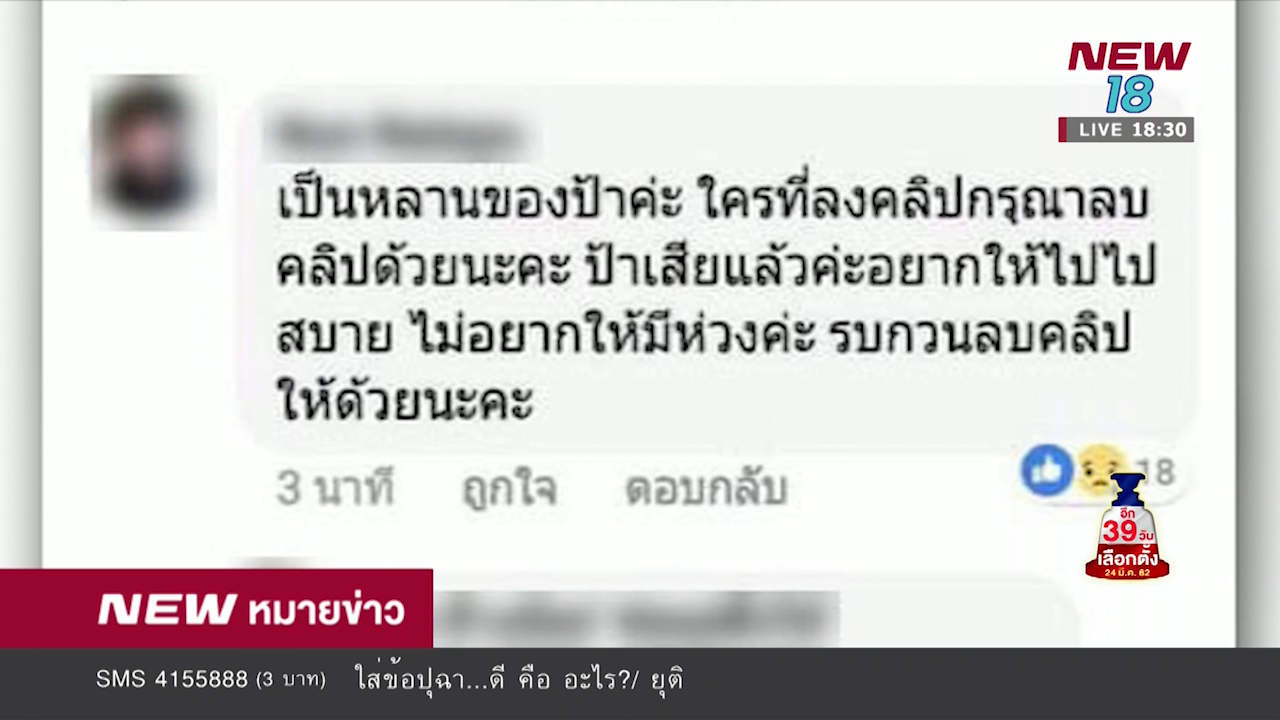 NEW
18
LIVE 18:30
เป็นหลานของป้าค่ะ ใครที่ลงคลิปกรุณาลบ
คลิปด้วยนะคะ ป้าเสียแล้วค่ะอยากให้ไปไป
สบาย ไม่อยากให้มีห่วงค่ะ รบกวนลบคลิป
ให้ด้วยนะคะ
3 นาที ถูกใจ ตอบกลับ
18
อีก
39 วัน
เลือกตั้ง
24 มี.ค. 62
NEW หมายข่าว
SMS 4155888 (3 บาท) ใส่ข้อปุฉา...ดี คือ อะไร?/ ยุติ